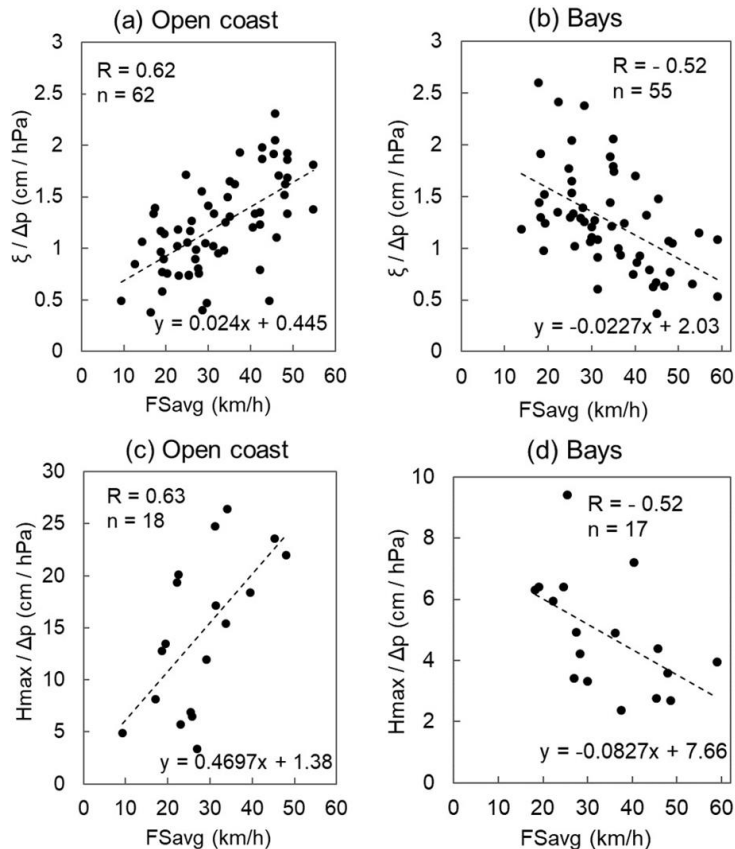 (a) Open coast
R = 0.62
n = 62
3
2.5
2
1.5
1
0.5
0
ξ / Δp (cm / hPa)
y = 0.024x + 0.445
0 10 20 30 40 50 60
FSavg (km/h)
(b) Bays
R = - 0.52
n = 55
3
2.5
2
1.5
1
0.5
0
ξ / Δp (cm / hPa)
y = -0.0227x + 2.03
0 10 20 30 40 50 60
FSavg (km/h)
(c) Open coast
R = 0.63
n = 18
30
25
20
15
10
5
0
Hmax / Δp (cm / hPa)
y = 0.4697x + 1.38
0 10 20 30 40 50 60
FSavg (km/h)
(d) Bays
R = - 0.52
n = 17
10
8
6
4
2
0
Hmax / Δp (cm / hPa)
y = -0.0827x + 7.66
0 10 20 30 40 50 60
FSavg (km/h)